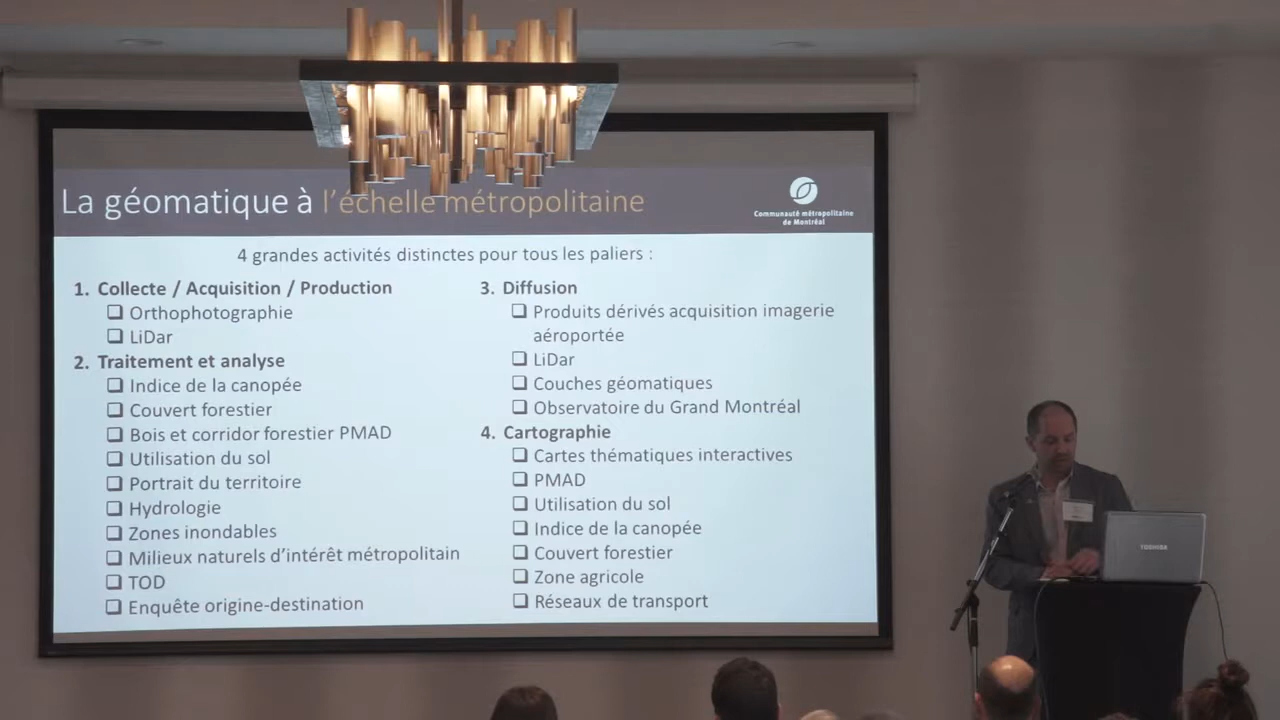 La géomatique à l'échelle métropolitaine
Communauté métropolitaine
de Montréal
4 grandes activités distinctes pour tous les paliers :
1. Collecte / Acquisition / Production
❑ Orthophotographie
❑ LiDar
2. Traitement et analyse
❑ Indice de la canopée
❑ Couvert forestier
❑ Bois et corridor forestier PMAD
❑ Utilisation du sol
❑ Portrait du territoire
❑ Hydrologie
❑ Zones inondables
❑ Milieux naturels d'intérêt métropolitain
❑ TOD
❑ Enquête origine-destination
3. Diffusion
❑ Produits dérivés acquisition imagerie
aéroportée
❑ LiDar
❑ Couches géomatiques
❑ Observatoire du Grand Montréal
4. Cartographie
❑ Cartes thématiques interactives
❑ PMAD
❑ Utilisation du sol
❑ Indice de la canopée
❑ Couvert forestier
❑ Zone agricole
❑ Réseaux de transport
TOSHIBA